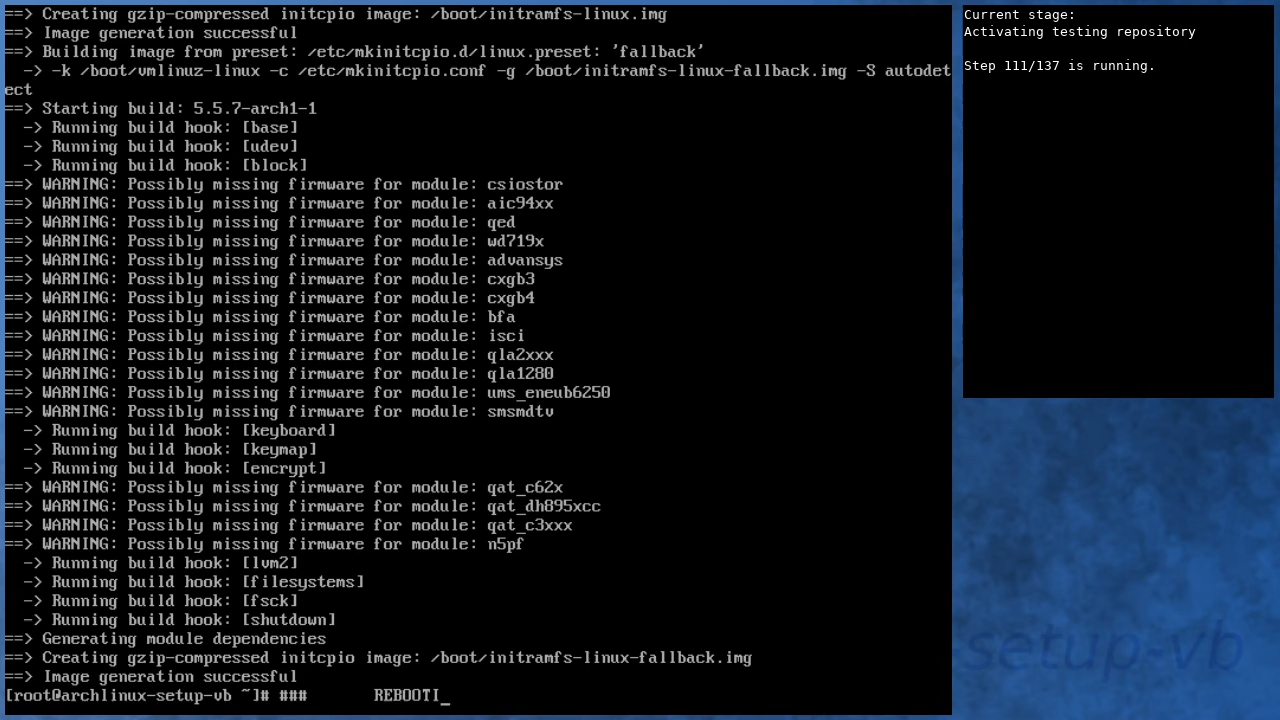 ==> Creating gzip-compressed initcpio image: /boot/initramfs-linux.img
==> Image generation successful
==> Building image from preset: /etc/mkinitcpio.d/linux.preset: 'fallback'
  -> -k /boot/vmlinuz-linux -c /etc/mkinitcpio.conf -g /boot/initramfs-linux-fallback.img -S autodet
ect
==> Starting build: 5.5.7-arch1-1
  -> Running build hook: [base]
  -> Running build hook: [udev]
  -> Running build hook: [block]
==> WARNING: Possibly missing firmware for module: csiostor
==> WARNING: Possibly missing firmware for module: aic94xx
==> WARNING: Possibly missing firmware for module: qed
==> WARNING: Possibly missing firmware for module: wd719x
==> WARNING: Possibly missing firmware for module: advansys
==> WARNING: Possibly missing firmware for module: cxgb3
==> WARNING: Possibly missing firmware for module: cxgb4
==> WARNING: Possibly missing firmware for module: bfa
==> WARNING: Possibly missing firmware for module: isci
==> WARNING: Possibly missing firmware for module: qla2xxx
==> WARNING: Possibly missing firmware for module: qla1280
==> WARNING: Possibly missing firmware for module: ums_eneub6250
==> WARNING: Possibly missing firmware for module: smsmdtv
  -> Running build hook: [keyboard]
  -> Running build hook: [keymap]
  -> Running build hook: [encrypt]
==> WARNING: Possibly missing firmware for module: qat_c62x
==> WARNING: Possibly missing firmware for module: qat_dh895xcc
==> WARNING: Possibly missing firmware for module: qat_c3xxx
==> WARNING: Possibly missing firmware for module: n5pf
  -> Running build hook: [lvm2]
  -> Running build hook: [filesystems]
  -> Running build hook: [fsck]
  -> Running build hook: [shutdown]
==> Generating module dependencies
==> Creating gzip-compressed initcpio image: /boot/initramfs-linux-fallback.img
==> Image generation successful
[root@archlinux-setup-vb ~]# ###       REBOOTI_
Current stage:
Activating testing repository
Step 111/137 is running.
setup-vb